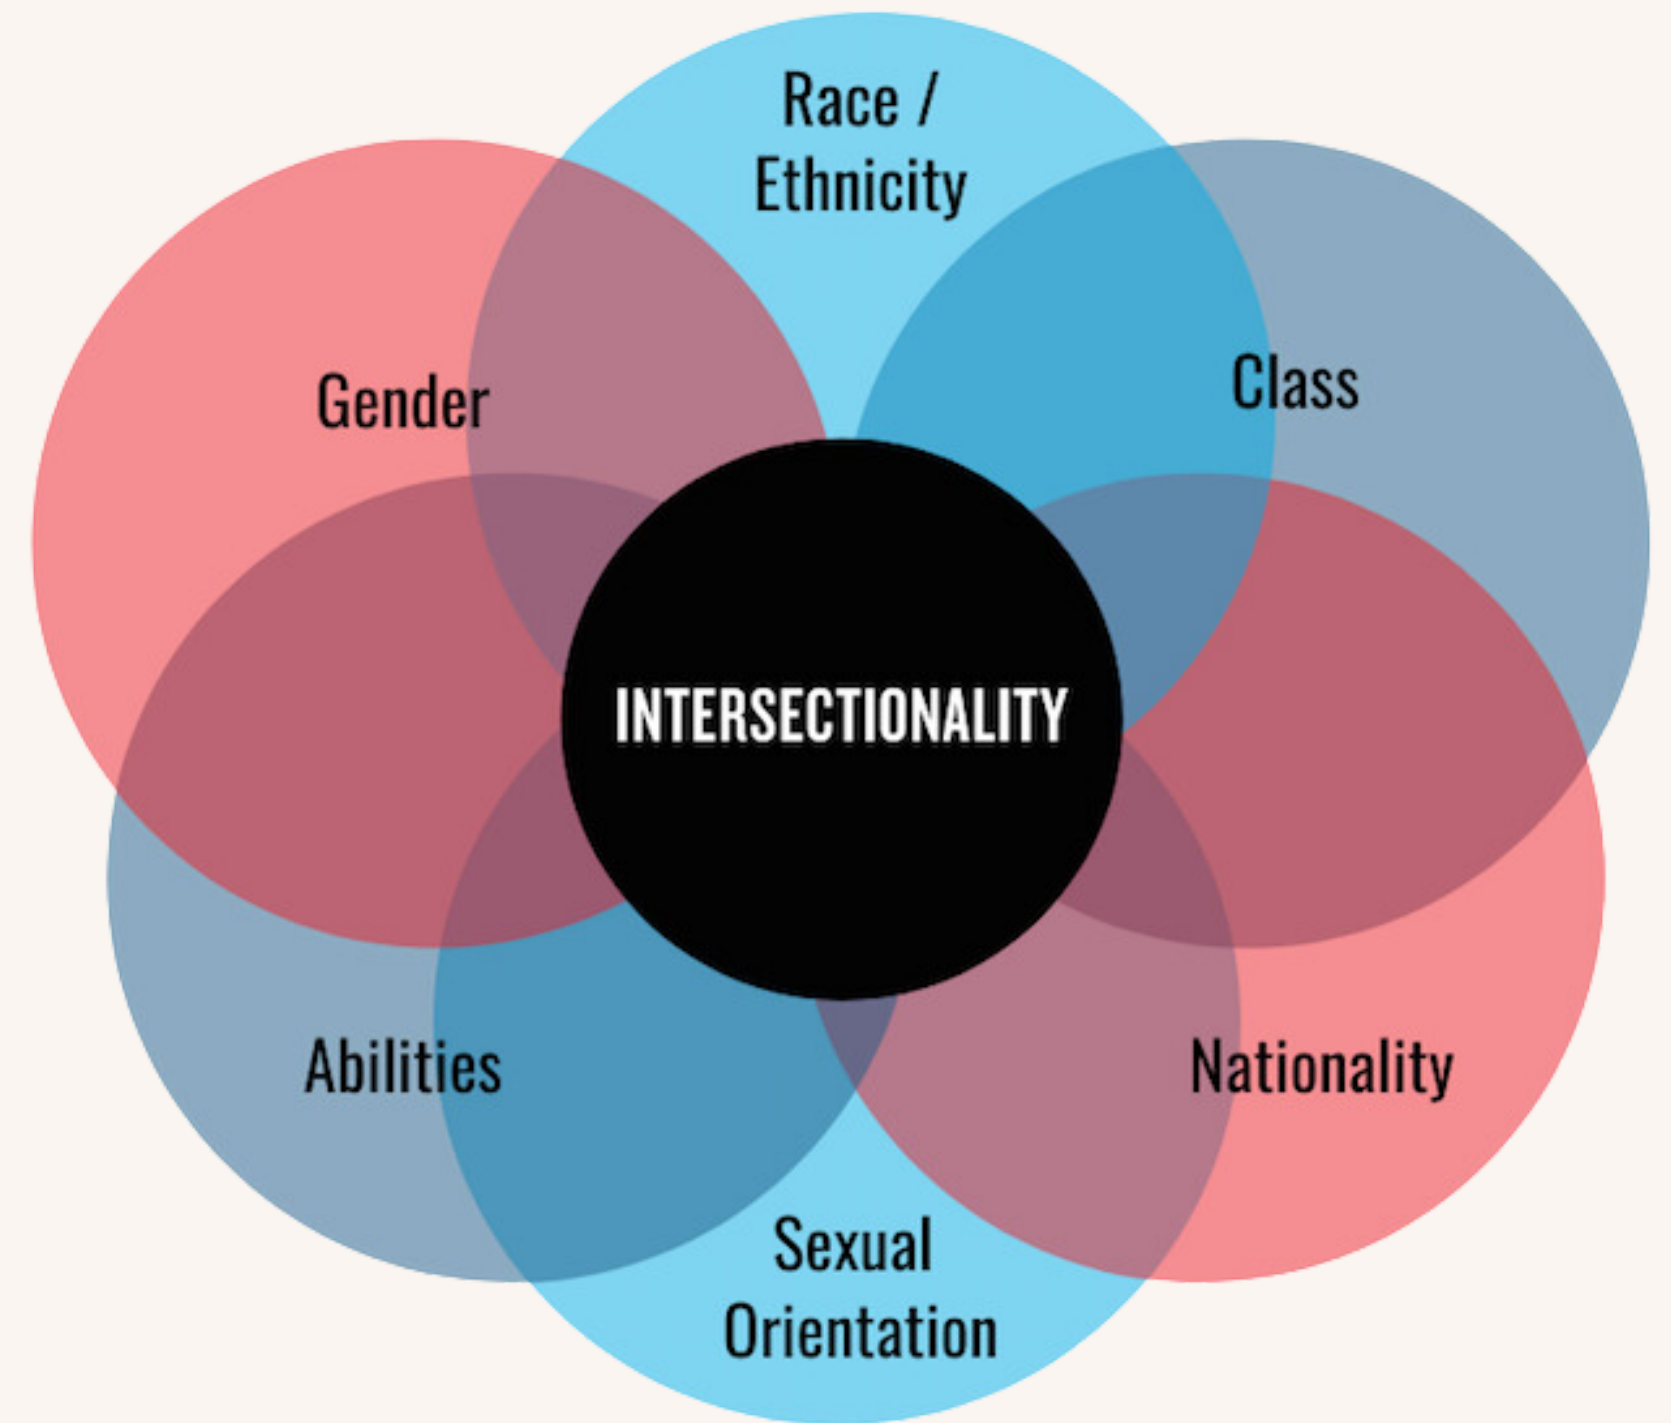 Race /
Ethnicity
Gender
Class
INTERSECTIONALITY
Abilities
Nationality
Sexual
Orientation